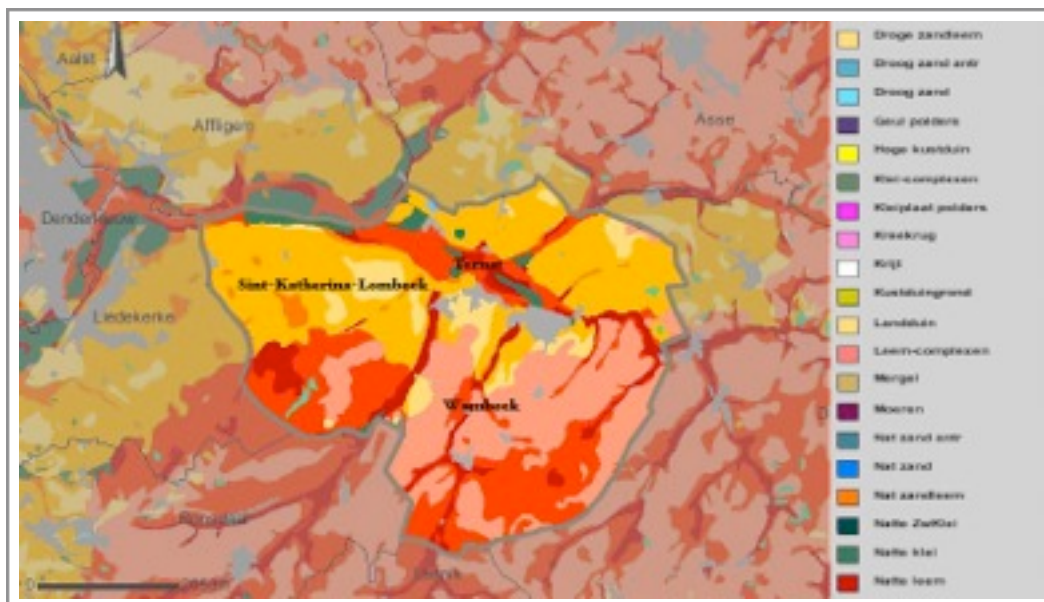 Droge zandleem
Droog zand antr
Droog zand
Geul polders
Hoge kustduin
Klei-complexen
Kleiplaat polders
Kreekrug
Krijt
Kustduingrond
Landduin
Leem-complexen
Mergel
Moeren
Nat zand antr
Nat zand
Nat zandleem
Natte ZwKlei
Natte klei
Natte leem
Aalst
Affligem
Asse
Denderleeuw
Ternat
Sint-Katherina-Lombeek
Liedekerke
Wambeek
0